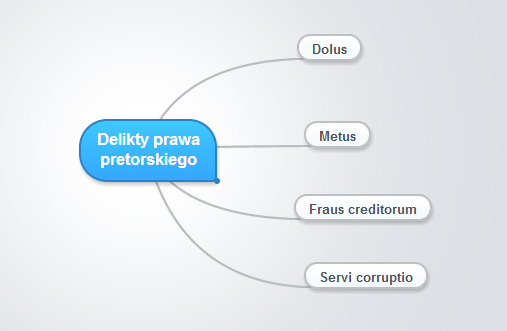 Delikty prawa
pretorskiego
Dolus
Metus
Fraus creditorum
Servi corruptio